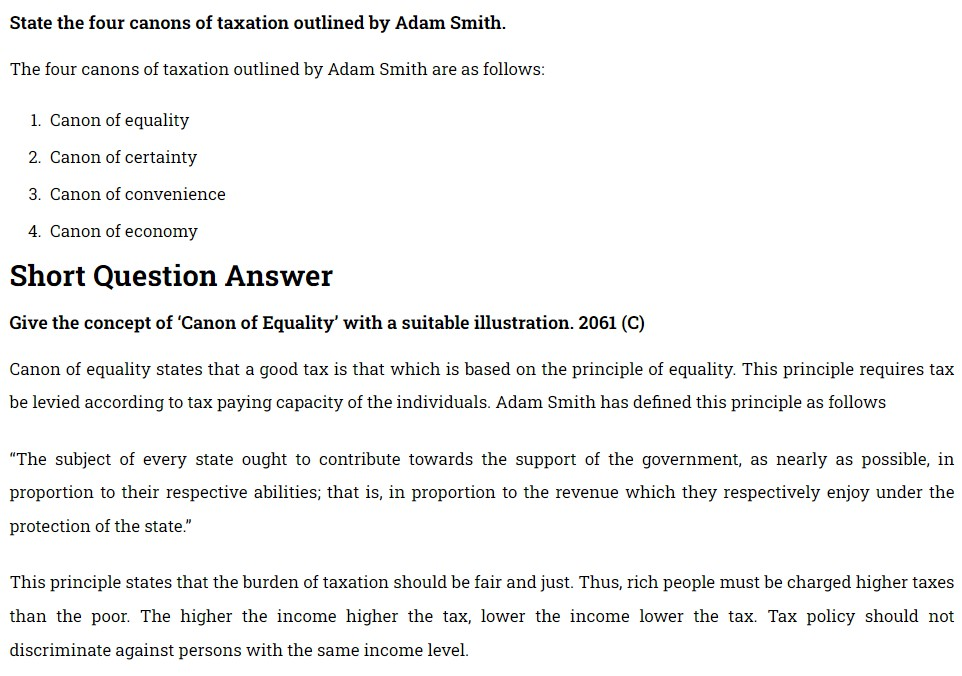 State the four canons of taxation outlined by Adam Smith.
The four canons of taxation outlined by Adam Smith are as follows:
1. Canon of equality
2. Canon of certainty
3. Canon of convenience
4. Canon of economy
Short Question Answer
Give the concept of ‘Canon of Equality’ with a suitable illustration. 2061 (C)
Canon of equality states that a good tax is that which is based on the principle of equality. This principle requires tax
be levied according to tax paying capacity of the individuals. Adam Smith has defined this principle as follows
“The subject of every state ought to contribute towards the support of the government, as nearly as possible, in
proportion to their respective abilities; that is, in proportion to the revenue which they respectively enjoy under the
protection of the state.”
This principle states that the burden of taxation should be fair and just. Thus, rich people must be charged higher taxes
than the poor. The higher the income higher the tax, lower the income lower the tax. Tax policy should not
discriminate against persons with the same income level.